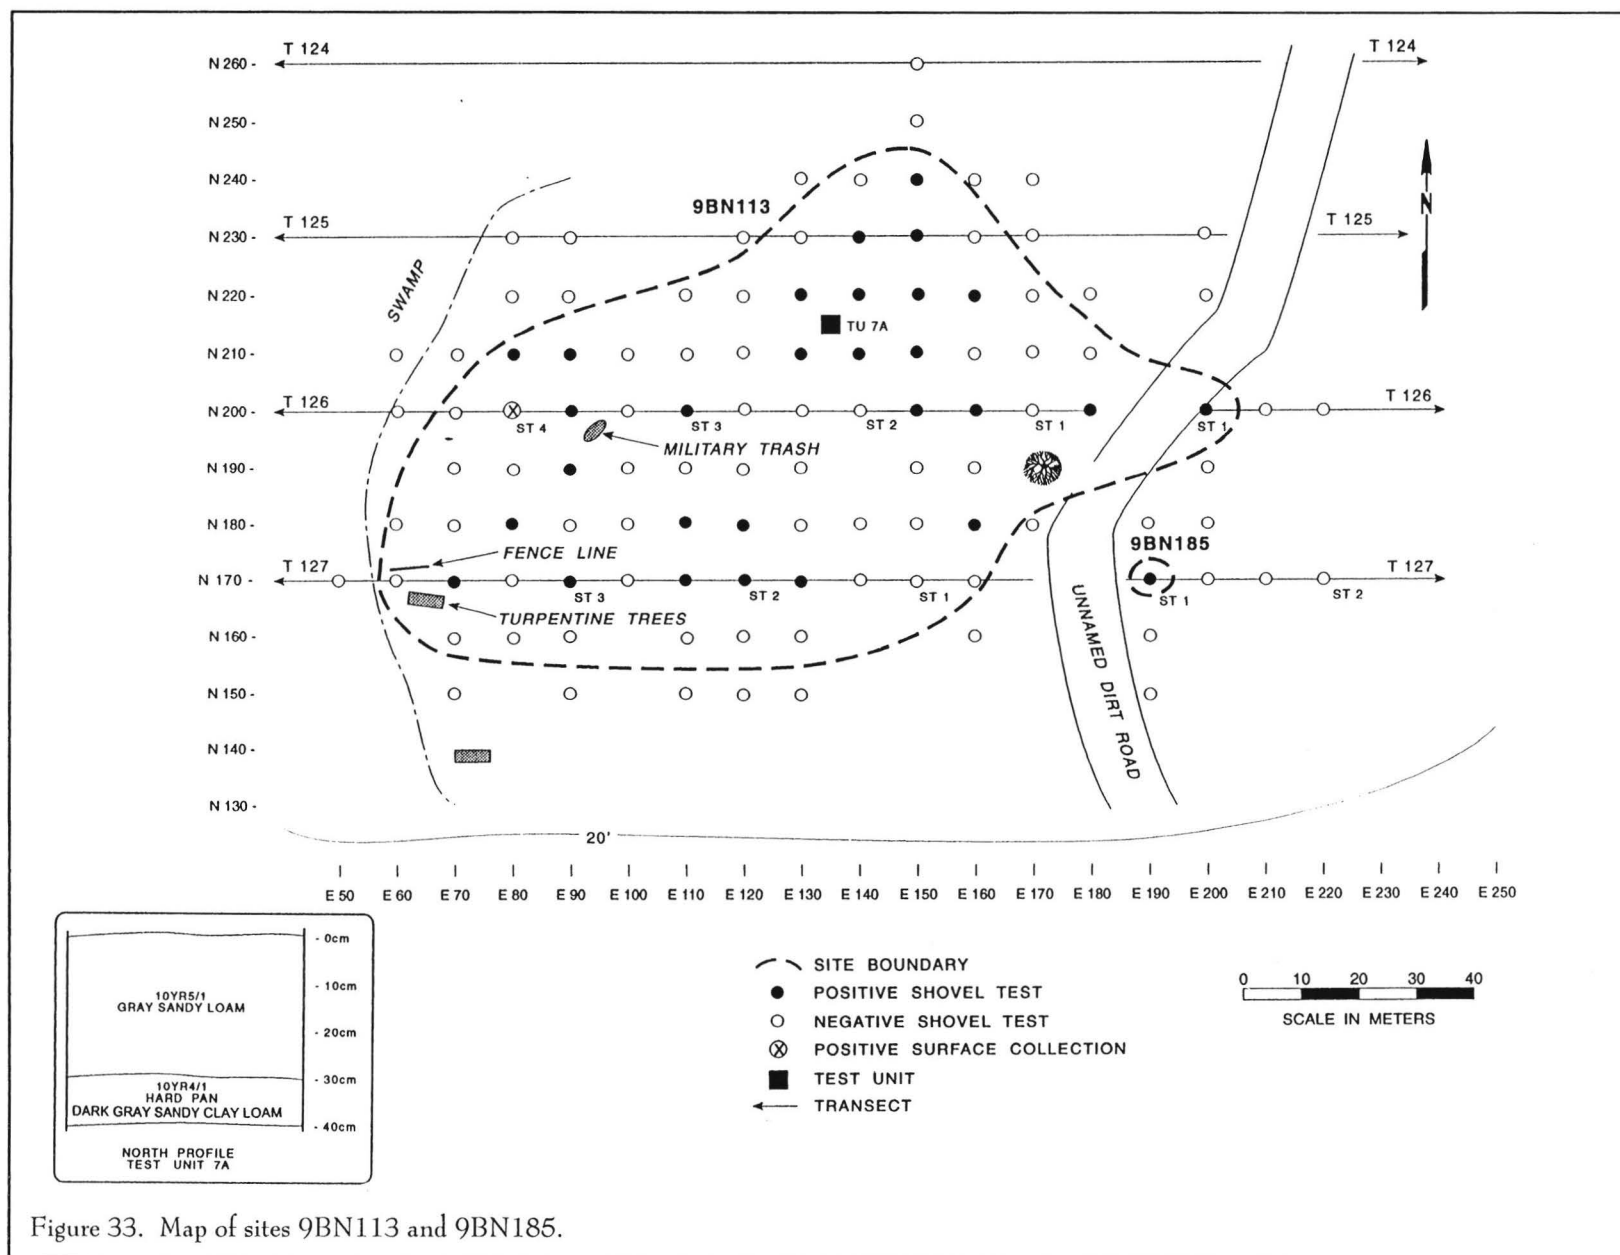 T 124
T 124
N 260 -
N 250 -
N 240 -
9BN113
N
T 125
T 125
N 230 -
SWAMP
N 220 -
TU 7A
N 210 -
T 126
T 126
N 200 -
ST 4
ST 3
ST 2
ST 1
ST 1
MILITARY TRASH
N 190 -
N 180 -
9BN185
FENCE LINE
T 127
T 127
N 170 -
ST 3
ST 2
ST 1
ST 1
ST 2
TURPENTINE TREES
UNNAMED DIRT ROAD
N 160 -
N 150 -
N 140 -
N 130 -
20'
E 50 E 60 E 70 E 80 E 90 E 100 E 110 E 120 E 130 E 140 E 150 E 160 E 170 E 180 E 190 E 200 E 210 E 220 E 230 E 240 E 250
- 0cm
- 10cm
10YR5/1
GRAY SANDY LOAM
- 20cm
- 30cm
10YR4/1
HARD PAN
DARK GRAY SANDY CLAY LOAM
- 40cm
NORTH PROFILE
TEST UNIT 7A
SITE BOUNDARY
POSITIVE SHOVEL TEST
NEGATIVE SHOVEL TEST
POSITIVE SURFACE COLLECTION
TEST UNIT
TRANSECT
0 10 20 30 40
SCALE IN METERS
Figure 33. Map of sites 9BN113 and 9BN185.